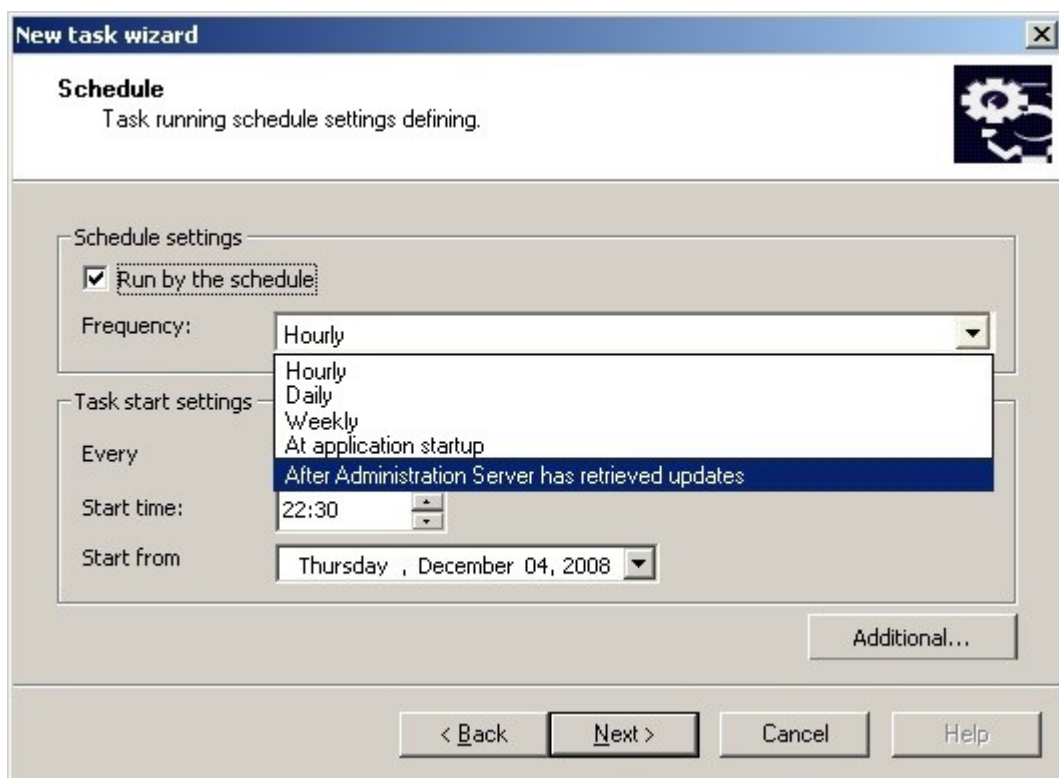 New task wizard
Schedule
Task running schedule settings defining.
Schedule settings
Run by the schedule
Frequency:
Hourly
Hourly
Daily
Weekly
At application startup
After Administration Server has retrieved updates
Task start settings
Every
Start time:
22:30
Start from
Thursday , December 04, 2008
Additional...
< Back
Next >
Cancel
Help